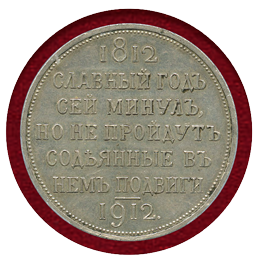 1812
СЛАВНЫЙ ГОДЪ
СЕЙ МИНУЛЪ,
НО НЕ ПРОЙДУТЪ
СОДѢЯННЫЕ ВЪ
НЕМЪ ПОДВИГИ
1912.